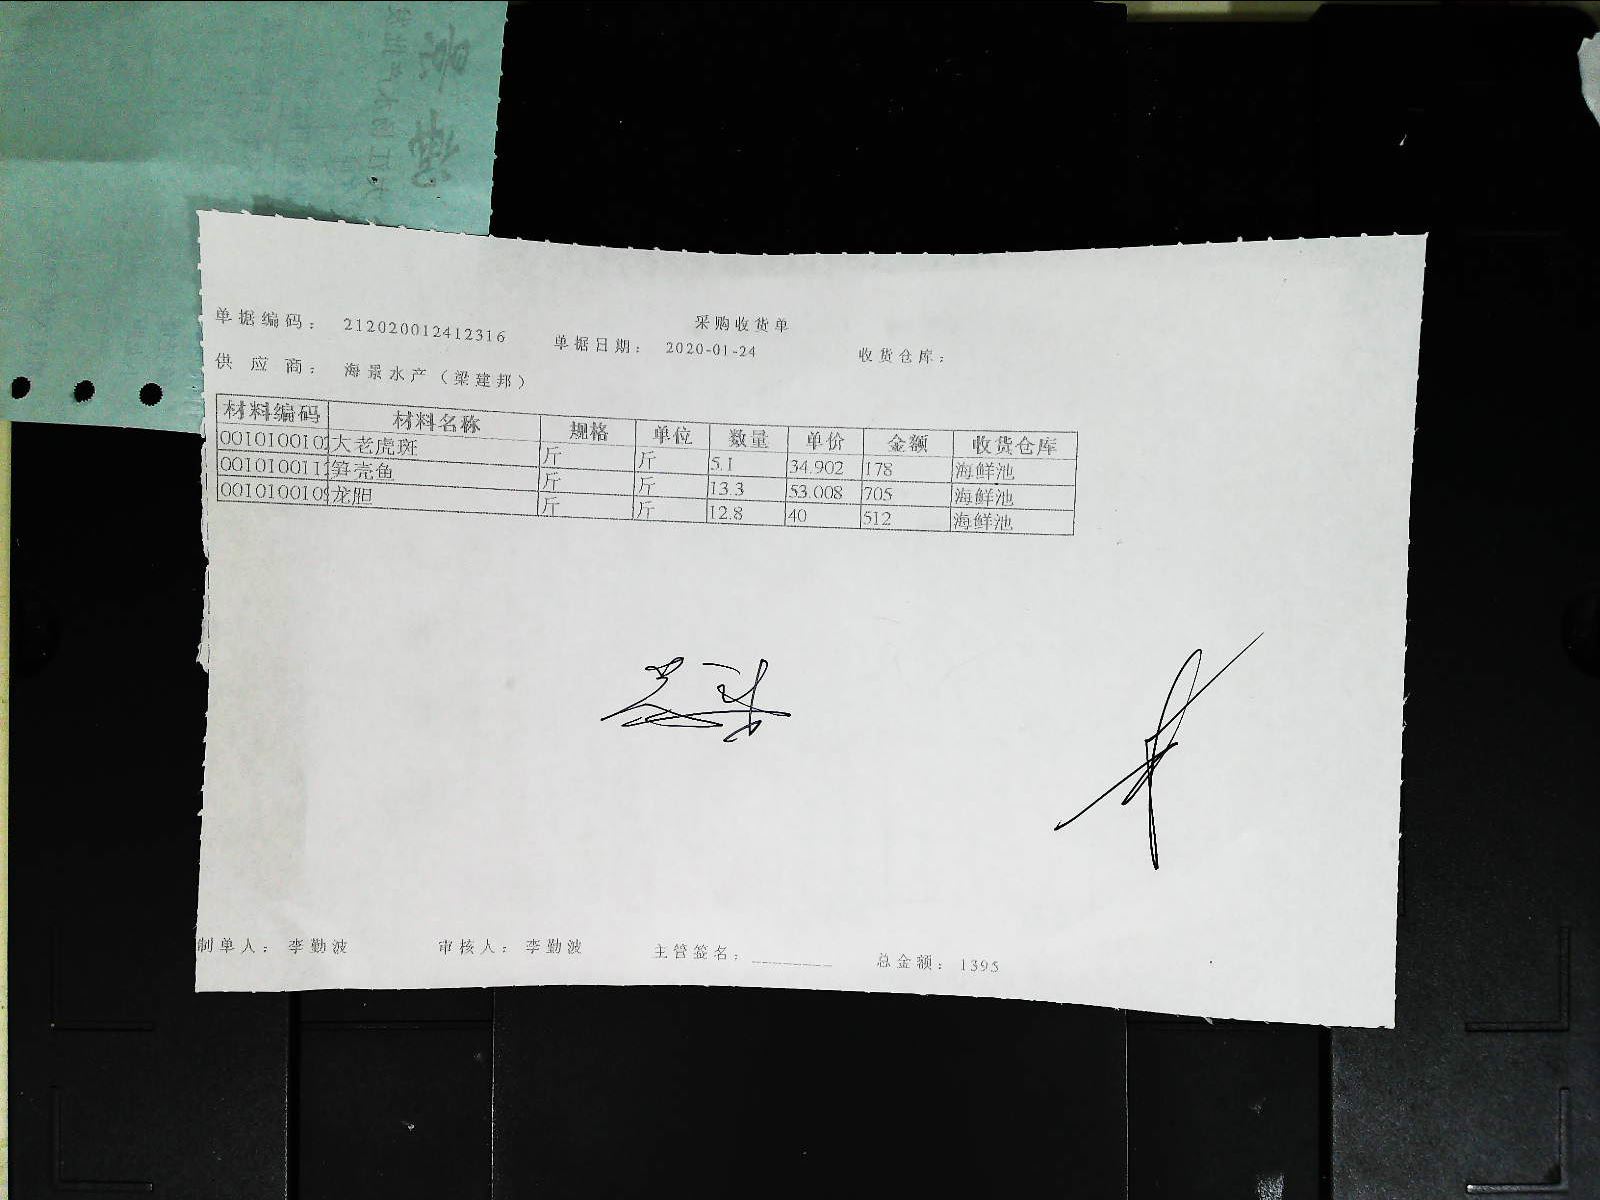 采购收货单
单据编码： 212020012412316 单据日期： 2020-01-24 收货仓库：
供 应 商： 海景水产（梁建邦）
材料编码 材料名称 规格 单位 数量 单价 金额 收货仓库
0010100101 大老虎斑 斤 斤 5.1 34.902 178 海鲜池
0010100111 笋壳鱼 斤 斤 13.3 53.008 705 海鲜池
0010100109 龙胆 斤 斤 12.8 40 512 海鲜池
制单人： 李勤波 审核人： 李勤波 主管签名：________ 总金额： 1395